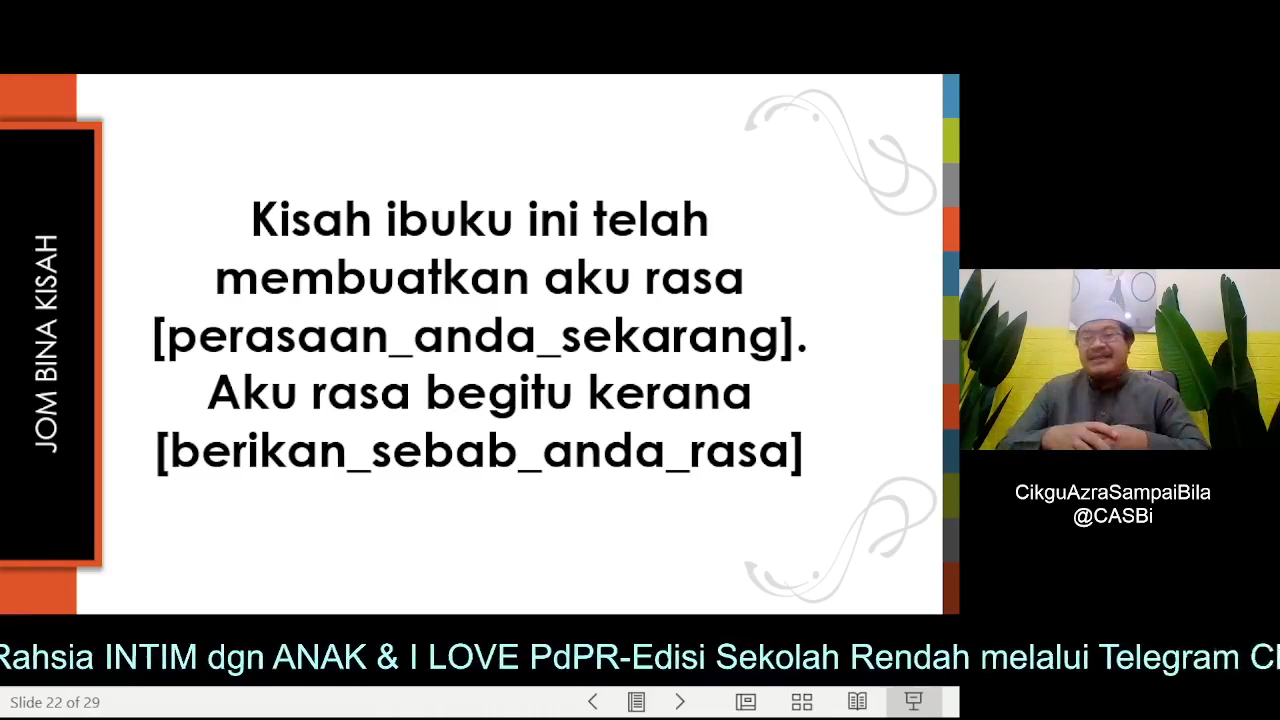 JOM BINA KISAH
Kisah ibuku ini telah
membuatkan aku rasa
[perasaan_anda_sekarang].
Aku rasa begitu kerana
[berikan_sebab_anda_rasa]
CikguAzraSampaiBila
@CASBi
Rahsia INTIM dgn ANAK & I LOVE PdPR-Edisi Sekolah Rendah melalui Telegram
Slide 22 of 29